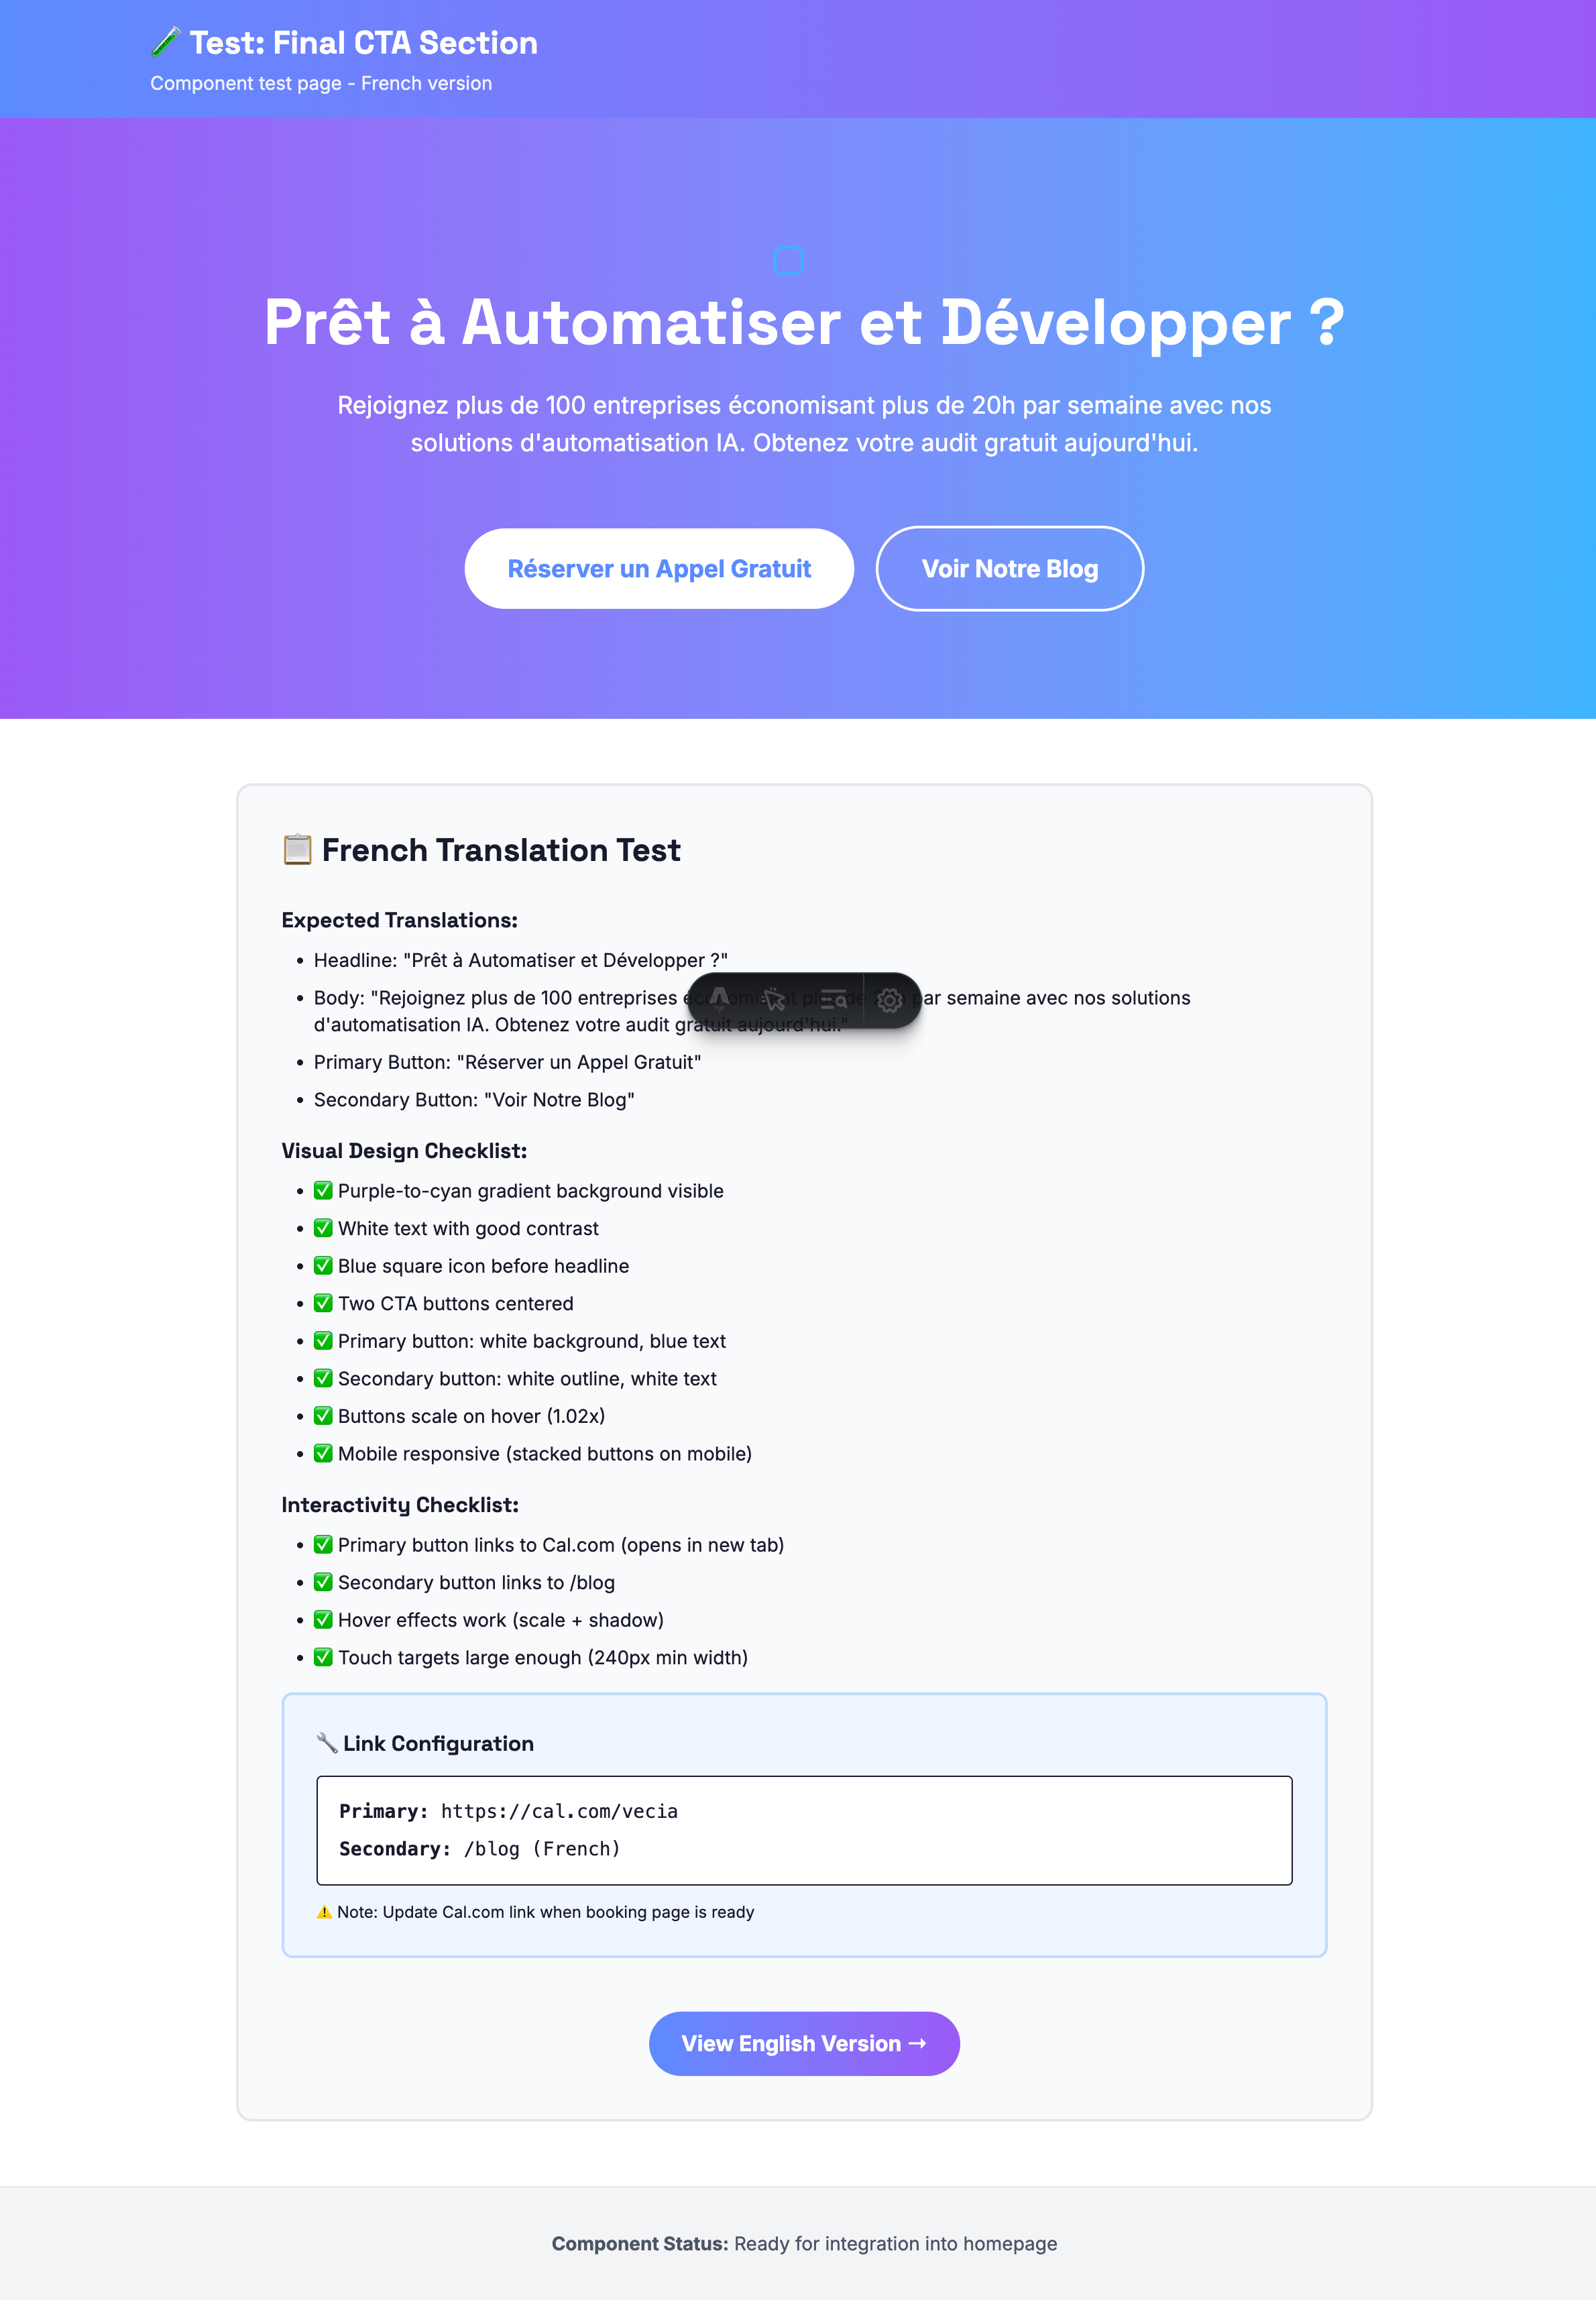 Test: Final CTA Section
Component test page - French version
Prêt à Automatiser et Développer ?
Rejoignez plus de 100 entreprises économisant plus de 20h par semaine avec nos
solutions d'automatisation IA. Obtenez votre audit gratuit aujourd'hui.
Réserver un Appel Gratuit
Voir Notre Blog
📋 French Translation Test
Expected Translations:
• Headline: "Prêt à Automatiser et Développer ?"
• Body: "Rejoignez plus de 100 entreprises économisant plus de par semaine avec nos solutions
d'automatisation IA. Obtenez votre audit gratuit aujourd'hui."
• Primary Button: "Réserver un Appel Gratuit"
• Secondary Button: "Voir Notre Blog"
Visual Design Checklist:
• ✅ Purple-to-cyan gradient background visible
• ✅ White text with good contrast
• ✅ Blue square icon before headline
• ✅ Two CTA buttons centered
• ✅ Primary button: white background, blue text
• ✅ Secondary button: white outline, white text
• ✅ Buttons scale on hover (1.02x)
• ✅ Mobile responsive (stacked buttons on mobile)
Interactivity Checklist:
• ✅ Primary button links to Cal.com (opens in new tab)
• ✅ Secondary button links to /blog
• ✅ Hover effects work (scale + shadow)
• ✅ Touch targets large enough (240px min width)
🔧 Link Configuration
Primary: https://cal.com/vecia
Secondary: /blog (French)
⚠️ Note: Update Cal.com link when booking page is ready
View English Version →
Component Status: Ready for integration into homepage